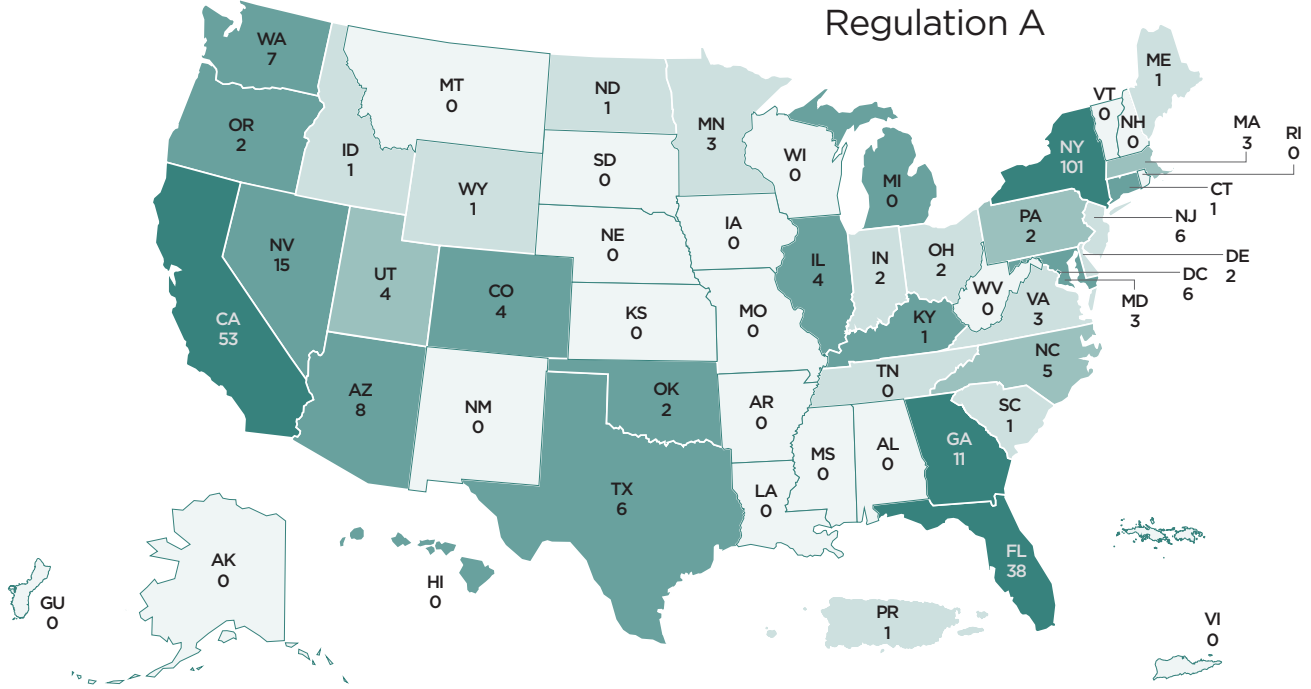 Regulation A
WA
7
MT
0
ND
1
MN
3
ME
1
VT
0
NH
0
NY
101
MA
3
RI
0
OR
2
ID
1
WY
1
SD
0
WI
0
MI
0
CT
1
NJ
6
PA
2
DE
2
DC
6
MD
3
NV
15
UT
4
CO
4
NE
0
IA
0
IL
4
IN
2
OH
2
WV
0
VA
3
CA
53
KS
0
MO
0
KY
1
NC
5
TN
0
AZ
8
NM
0
OK
2
AR
0
SC
1
TX
6
LA
0
MS
0
AL
0
GA
11
FL
38
AK
0
GU
0
HI
0
PR
1
VI
0